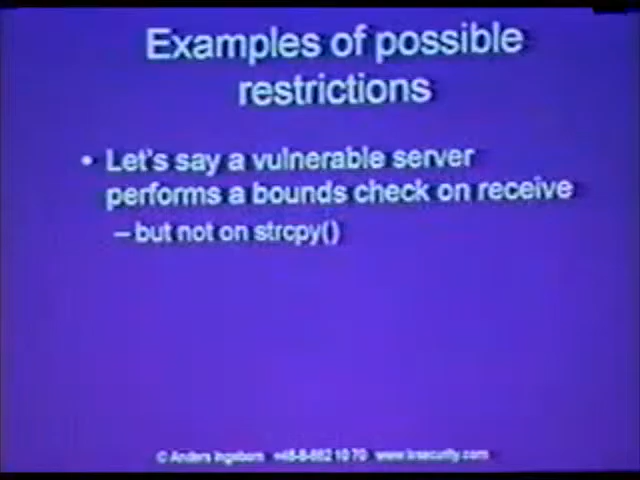 Examples of possible
restrictions
• Let's say a vulnerable server
performs a bounds check on receive
– but not on strcpy()
© Anders Ingeborn +46-8-662 10 70 www.ixsecurity.com